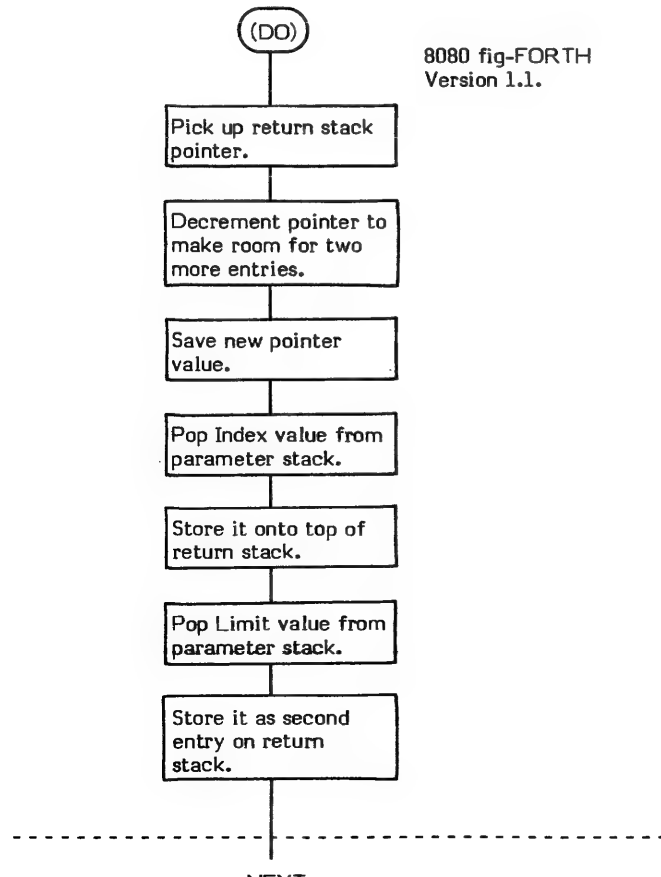 (DO)
8080 fig-FORTH
Version 1.1.
Pick up return stack
pointer.
Decrement pointer to
make room for two
more entries.
Save new pointer
value.
Pop Index value from
parameter stack.
Store it onto top of
return stack.
Pop Limit value from
parameter stack.
Store it as second
entry on return
stack.
NEXT